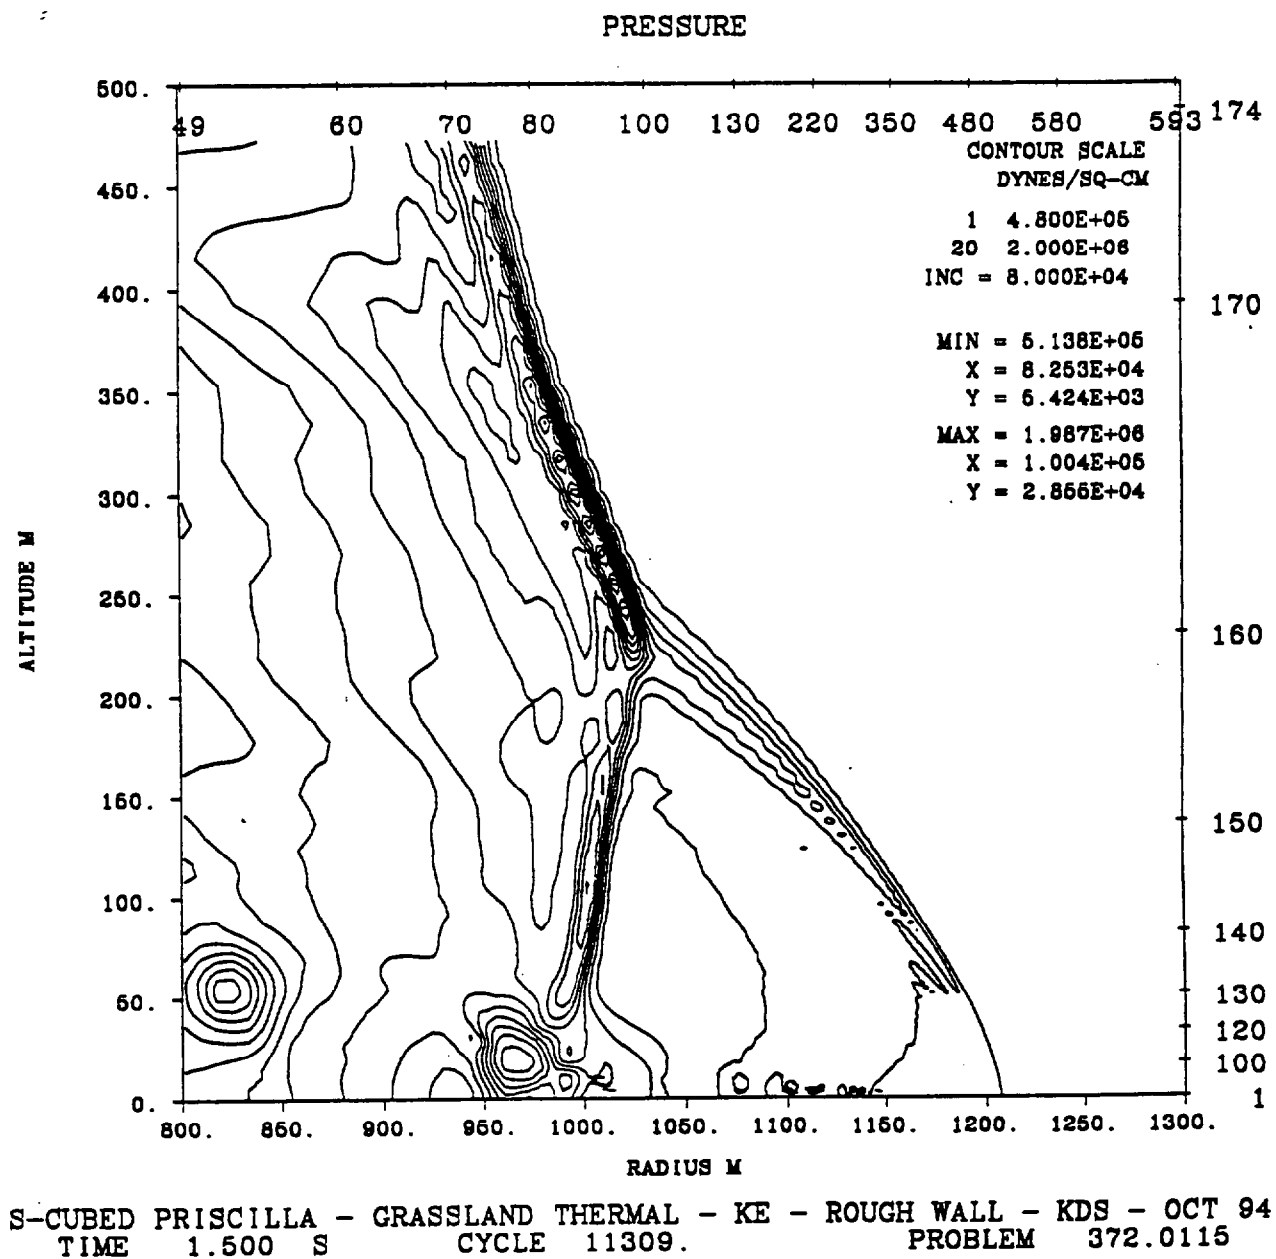 PRESSURE
500.
49 60 70 80 100 130 220 350 480 580 593 174
CONTOUR SCALE
DYNES/SQ-CM
450.
1 4.800E+05
20 2.000E+06
INC = 8.000E+04
400.
170
MIN = 5.138E+05
X = 8.253E+04
350.
Y = 5.424E+03
MAX = 1.987E+06
X = 1.004E+05
300.
Y = 2.855E+04
250.
ALTITUDE M
160
200.
150.
150
100.
140
50.
130
120
100
0.
1
800. 850. 900. 950. 1000. 1050. 1100. 1150. 1200. 1250. 1300.
RADIUS M
S-CUBED PRISCILLA - GRASSLAND THERMAL - KE - ROUGH WALL - KDS - OCT 94
TIME 1.500 S CYCLE 11309. PROBLEM 372.0115